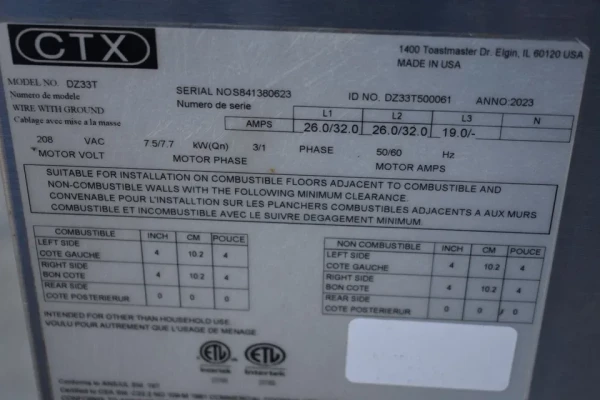 CTX
1400 Toastmaster Dr. Elgin, IL 60120 USA
MADE IN USA
MODEL NO. DZ33T
Numero de modele
SERIAL NOS841380623
Numero de serie
ID NO. DZ33T500061
ANNO:2023
WIRE WITH GROUND
Cablage avec mise a la masse
L1 L2 L3 N
AMPS 26.0/32.0 26.0/32.0 19.0/-
208 VAC 7.5/7.7 kW(Qn) 3/1 PHASE 50/60 Hz
MOTOR VOLT MOTOR PHASE MOTOR AMPS
SUITABLE FOR INSTALLATION ON COMBUSTIBLE FLOORS ADJACENT TO COMBUSTIBLE AND
NON-COMBUSTIBLE WALLS WITH THE FOLLOWING MINIMUM CLEARANCE.
CONVENABLE POUR L'INSTALLTION SUR LES PLANCHERS COMBUSTIBLES ADJACENTS A AUX MURS
COMBUSTIBLE ET INCOMBUSTIBLE AVEC LE SUIVRE DEGAGEMENT MINIMUM.
COMBUSTIBLE INCH CM POUCE
LEFT SIDE
COTE GAUCHE 4 10.2 4
RIGHT SIDE
BON COTE 4 10.2 4
REAR SIDE
COTE POSTERIERUR 0 0 0
NON COMBUSTIBLE INCH CM POUCE
LEFT SIDE
COTE GAUCHE 4 10.2 4
RIGHT SIDE
BON COTE 4 10.2 4
REAR SIDE
COTE POSTERIERUR 0 0 0
FOR OTHER THAN HOUSEHOLD USE.
VOULU POUR AUTREMENT QUE L'USAGE DE MENAGE
ETL ETL
Intertek Intertek
Conforms to
Certified to